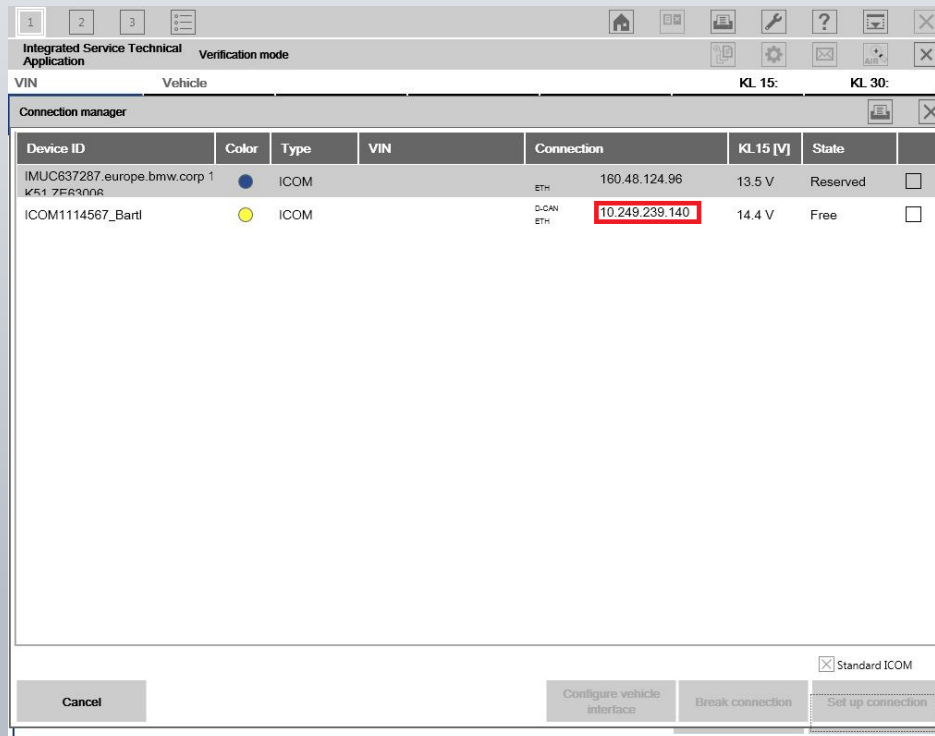 1 2 3
Integrated Service Technical
Application
Verification mode
AIR
VIN Vehicle KL 15: KL 30:
Connection manager
Device ID Color Type VIN Connection KL15 [V] State
IMUC637287.europe.bmw.corp 1 ICOM ETH 160.48.124.96 13.5 V Reserved
K51 ZF63006
ICOM1114567_Bartl ICOM D-CAN 10.249.239.140 14.4 V Free
ETH
Standard ICOM
Cancel Configure vehicle Break connection Set up connection
interface